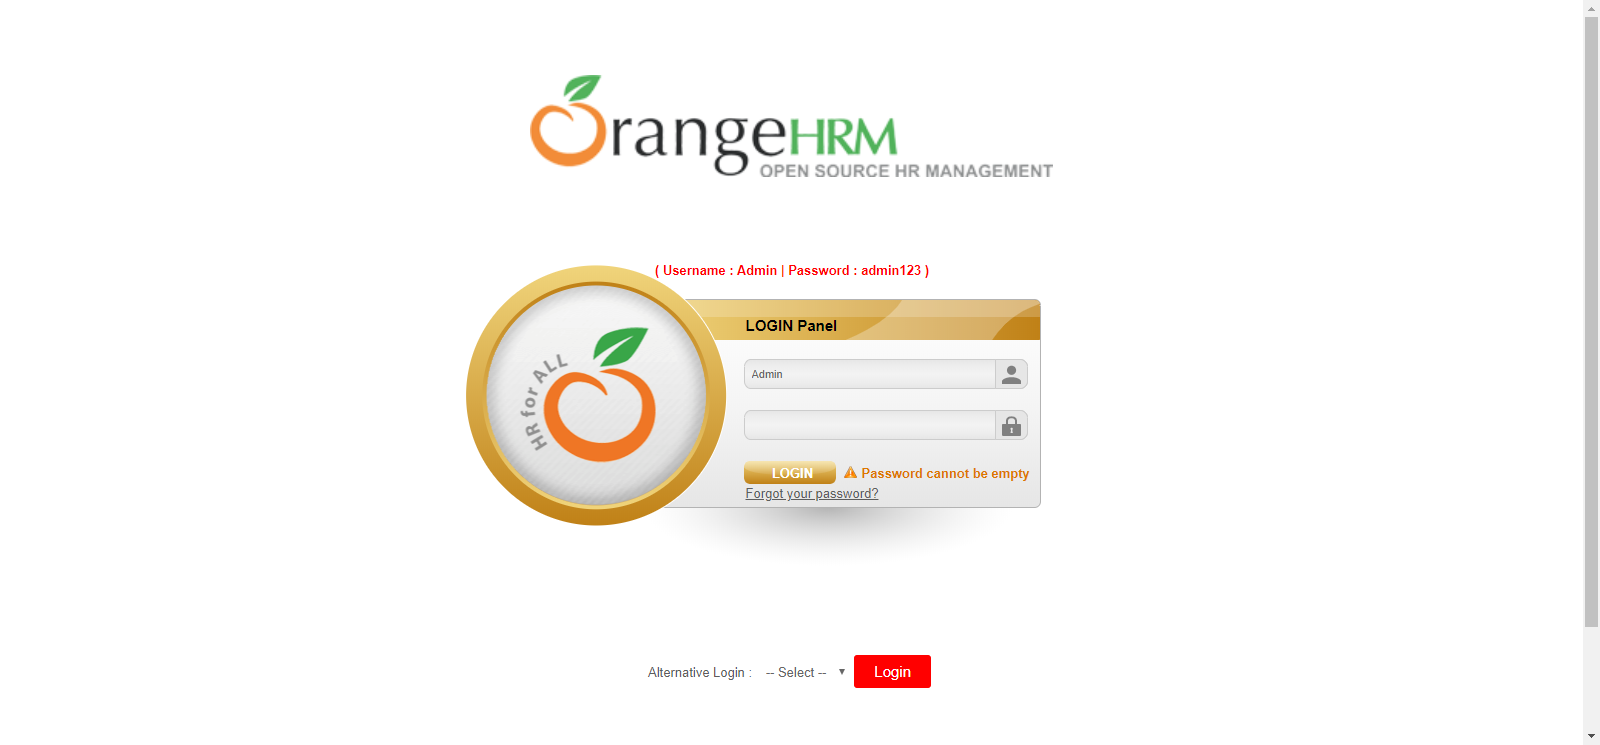 OrangeHRM
OPEN SOURCE HR MANAGEMENT
( Username : Admin | Password : admin123 )
LOGIN Panel
HR for ALL
Admin
LOGIN Password cannot be empty
Forgot your password?
Alternative Login : -- Select -- Login